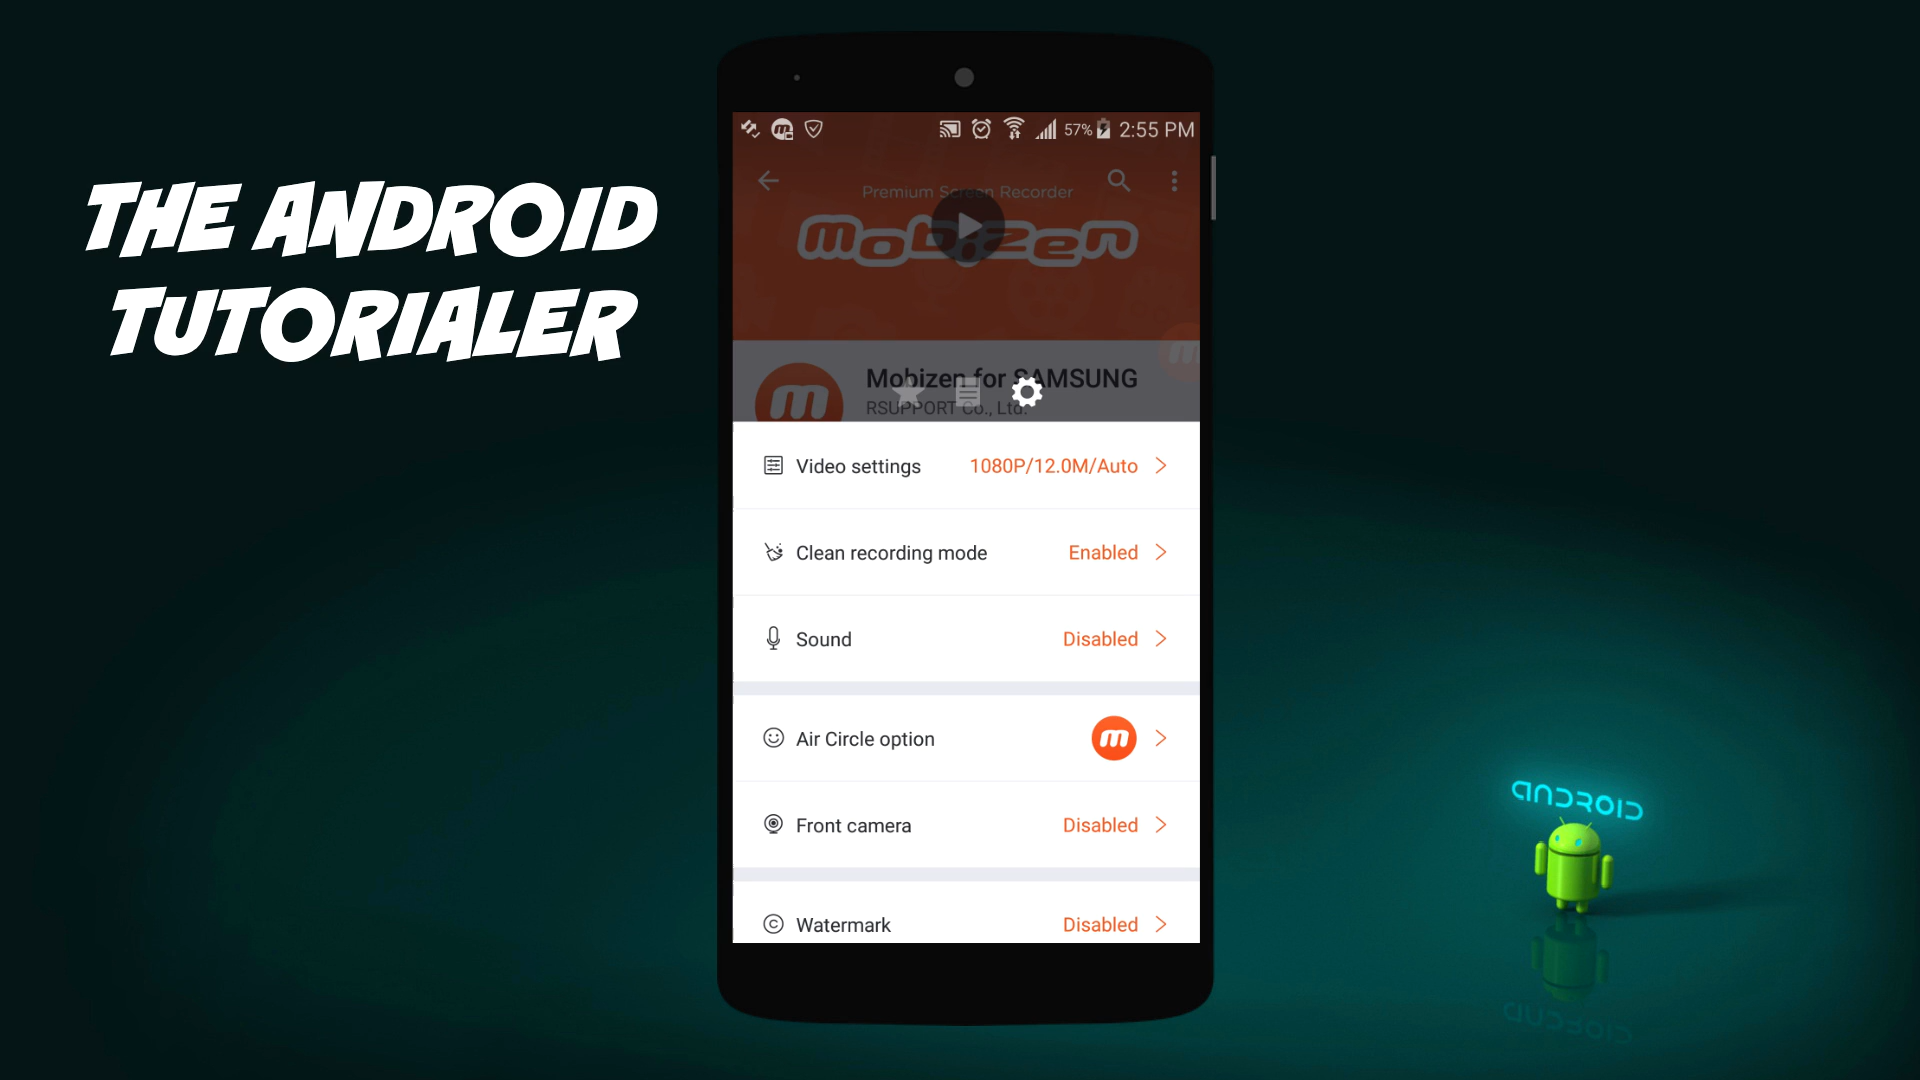 THE ANDROID
TUTORIALER
57% 2:55 PM
Premium Screen Recorder
mobizen
m
Mobizen for SAMSUNG
RSUPPORT Co., Ltd.
m
Video settings 1080P/12.0M/Auto
Clean recording mode Enabled
Sound Disabled
Air Circle option m
Front camera Disabled
Watermark Disabled
android
android